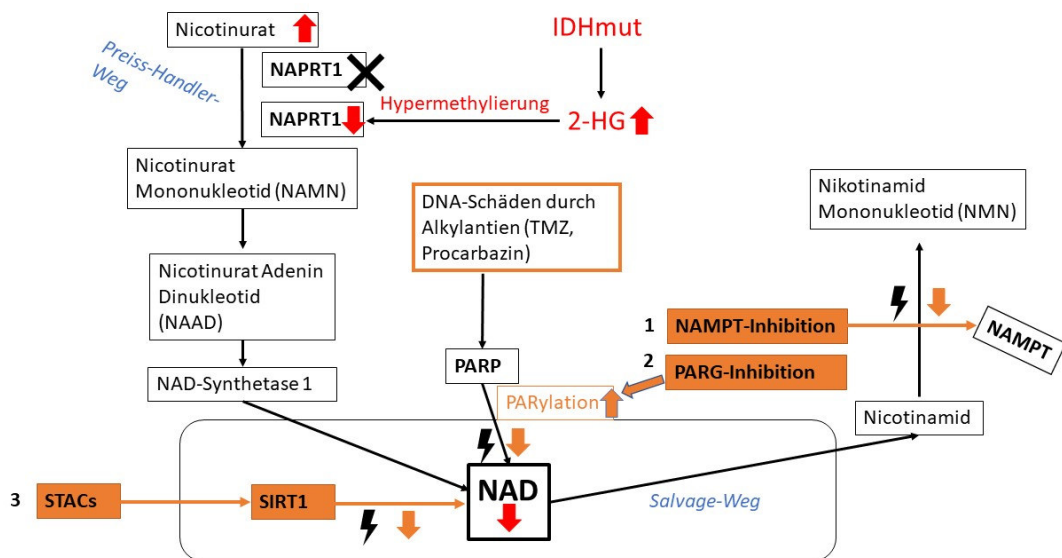 Nicotinurat
IDHmut
Preiss-Handler-
Weg
NAPRT1
Hypermethylierung
NAPRT1
2-HG
Nicotinurat
Mononukleotid (NAMN)
DNA-Schäden durch
Alkylantien (TMZ,
Procarbazin)
Nikotinamid
Mononukleotid (NMN)
Nicotinurat Adenin
Dinukleotid
(NAAD)
1 NAMPT-Inhibition
NAMPT
2 PARG-Inhibition
PARP
NAD-Synthetase 1
PARylation
Nicotinamid
3 STACs
SIRT1
NAD
Salvage-Weg